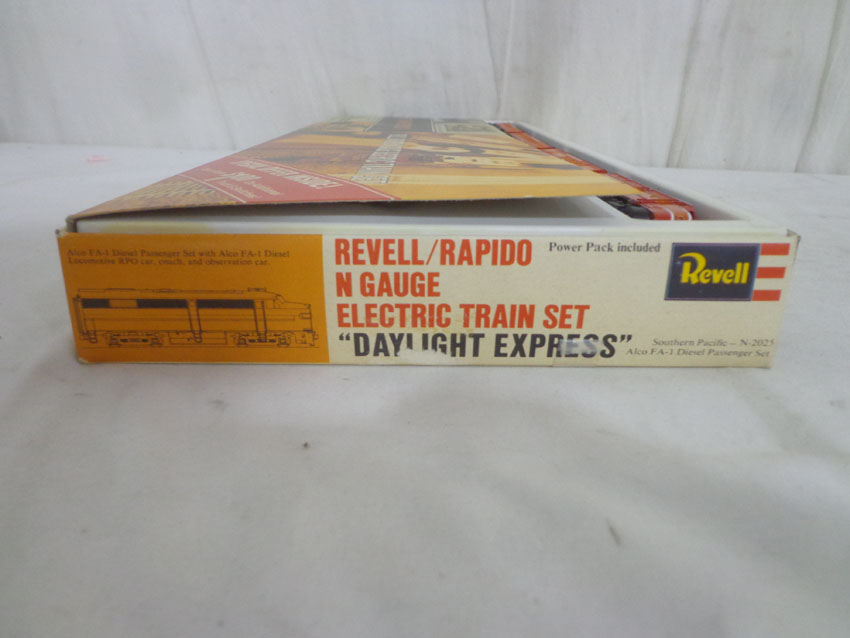 Alco FA-1 Diesel Passenger Set with Alco FA-1 Diesel
Locomotive RPO car, coach, and observation car.
REVELL/RAPIDO
N GAUGE
ELECTRIC TRAIN SET
"DAYLIGHT EXPRESS"
Power Pack included
Revell
Southern Pacific – N-2025
Alco FA-1 Diesel Passenger Set